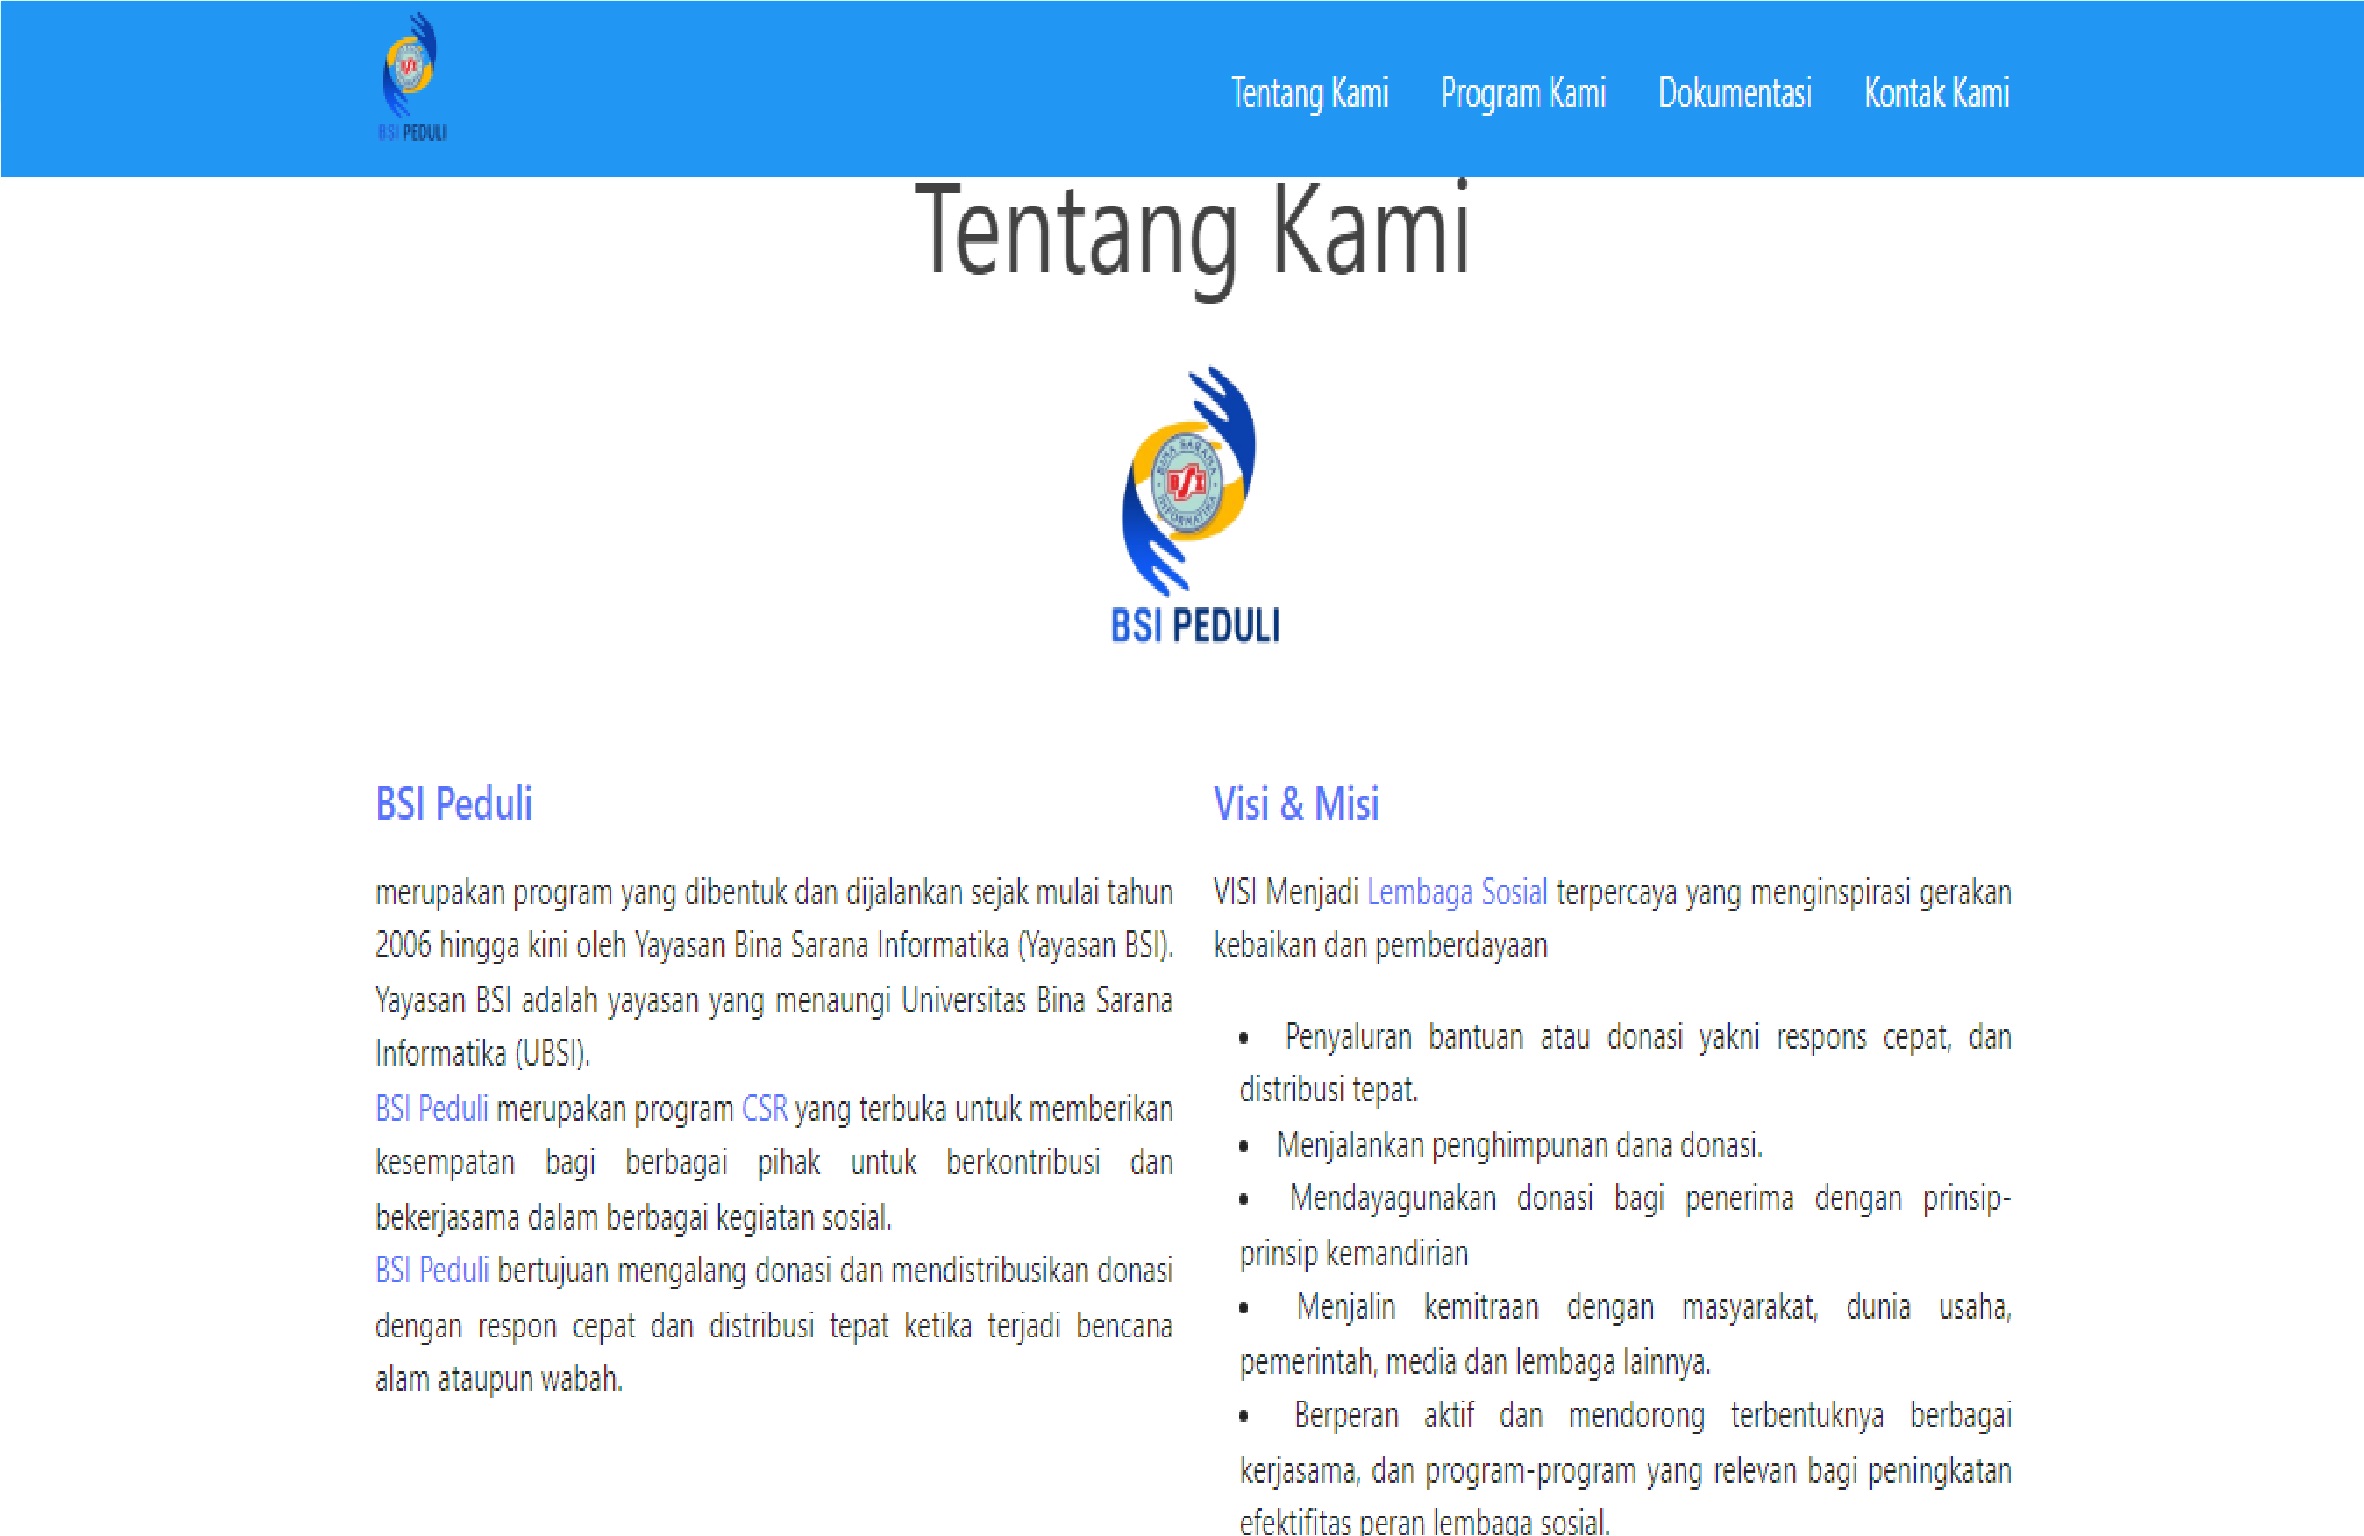 BSI PEDULI
Tentang Kami
Program Kami
Dokumentasi
Kontak Kami
Tentang Kami
BINA SARANA
BSI
INFORMATIKA
BSI PEDULI
BSI Peduli
merupakan program yang dibentuk dan dijalankan sejak mulai tahun
2006 hingga kini oleh Yayasan Bina Sarana Informatika (Yayasan BSI).
Yayasan BSI adalah yayasan yang menaungi Universitas Bina Sarana
Informatika (UBSI).
BSI Peduli merupakan program CSR yang terbuka untuk memberikan
kesempatan bagi berbagai pihak untuk berkontribusi dan
bekerjasama dalam berbagai kegiatan sosial.
BSI Peduli bertujuan mengalang donasi dan mendistribusikan donasi
dengan respon cepat dan distribusi tepat ketika terjadi bencana
alam ataupun wabah.
Visi & Misi
VISI Menjadi Lembaga Sosial terpercaya yang menginspirasi gerakan
kebaikan dan pemberdayaan
• Penyaluran bantuan atau donasi yakni respons cepat, dan
distribusi tepat.
• Menjalankan penghimpunan dana donasi.
• Mendayagunakan donasi bagi penerima dengan prinsip-
prinsip kemandirian
• Menjalin kemitraan dengan masyarakat, dunia usaha,
pemerintah, media dan lembaga lainnya.
• Berperan aktif dan mendorong terbentuknya berbagai
kerjasama, dan program-program yang relevan bagi peningkatan
efektifitas peran lembaga sosial.